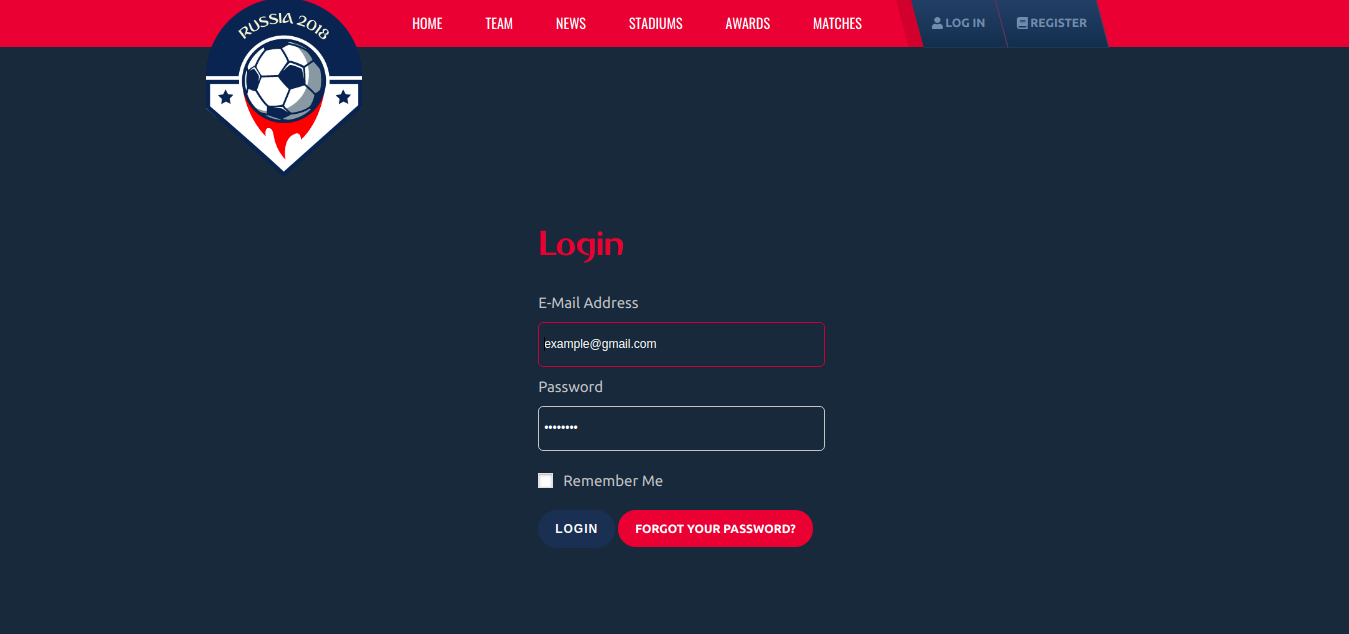 RUSSIA 2018
HOME TEAM NEWS STADIUMS AWARDS MATCHES LOG IN REGISTER
Login
E-Mail Address
example@gmail.com
Password
••••••••
Remember Me
LOGIN FORGOT YOUR PASSWORD?